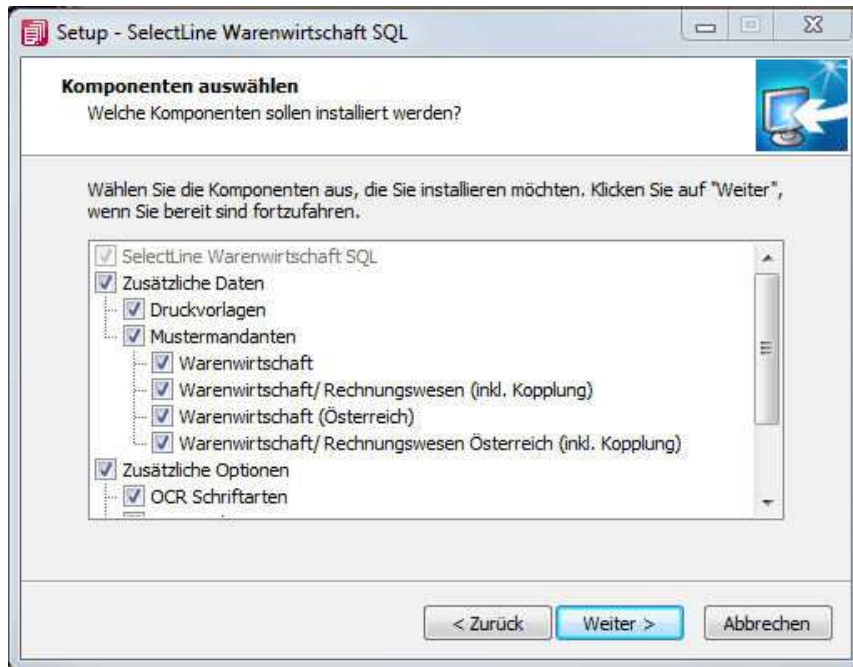 Setup - SelectLine Warenwirtschaft SQL
Komponenten auswählen
Welche Komponenten sollen installiert werden?
Wählen Sie die Komponenten aus, die Sie installieren möchten. Klicken Sie auf "Weiter",
wenn Sie bereit sind fortzufahren.
SelectLine Warenwirtschaft SQL
Zusätzliche Daten
Druckvorlagen
Mustermandanten
Warenwirtschaft
Warenwirtschaft/ Rechnungswesen (inkl. Kopplung)
Warenwirtschaft (Österreich)
Warenwirtschaft/ Rechnungswesen Österreich (inkl. Kopplung)
Zusätzliche Optionen
OCR Schriftarten
< Zurück
Weiter >
Abbrechen